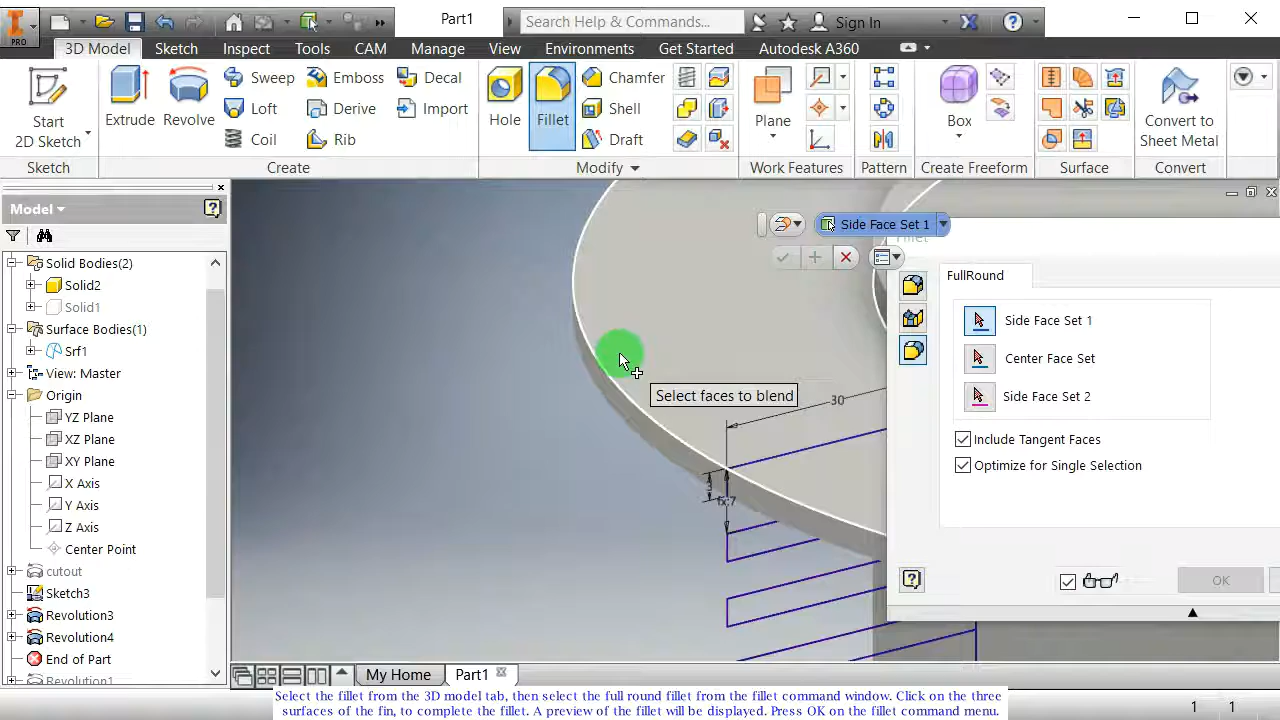 PRO
Part1
Search Help & Commands...
Sign In
3D Model
Sketch
Inspect
Tools
CAM
Manage
View
Environments
Get Started
Autodesk A360
Start
2D Sketch
Extrude
Revolve
Sweep
Loft
Coil
Emboss
Derive
Rib
Decal
Import
Hole
Fillet
Chamfer
Shell
Draft
Plane
Box
Convert to
Sheet Metal
Sketch
Create
Modify
Work Features
Pattern
Create Freeform
Surface
Convert
Model
Solid Bodies(2)
Solid2
Solid1
Surface Bodies(1)
Srf1
View: Master
Origin
YZ Plane
XZ Plane
XY Plane
X Axis
Y Axis
Z Axis
Center Point
cutout
Sketch3
Revolution3
Revolution4
End of Part
Revolution1
Side Face Set 1
Fillet
FullRound
Side Face Set 1
Center Face Set
Side Face Set 2
Include Tangent Faces
Optimize for Single Selection
OK
Select faces to blend
30
3
My Home
Part1
1 1
Select the fillet from the 3D model tab, then select the full round fillet from the fillet command window. Click on the three
surfaces of the fin, to complete the fillet. A preview of the fillet will be displayed. Press OK on the fillet command menu.